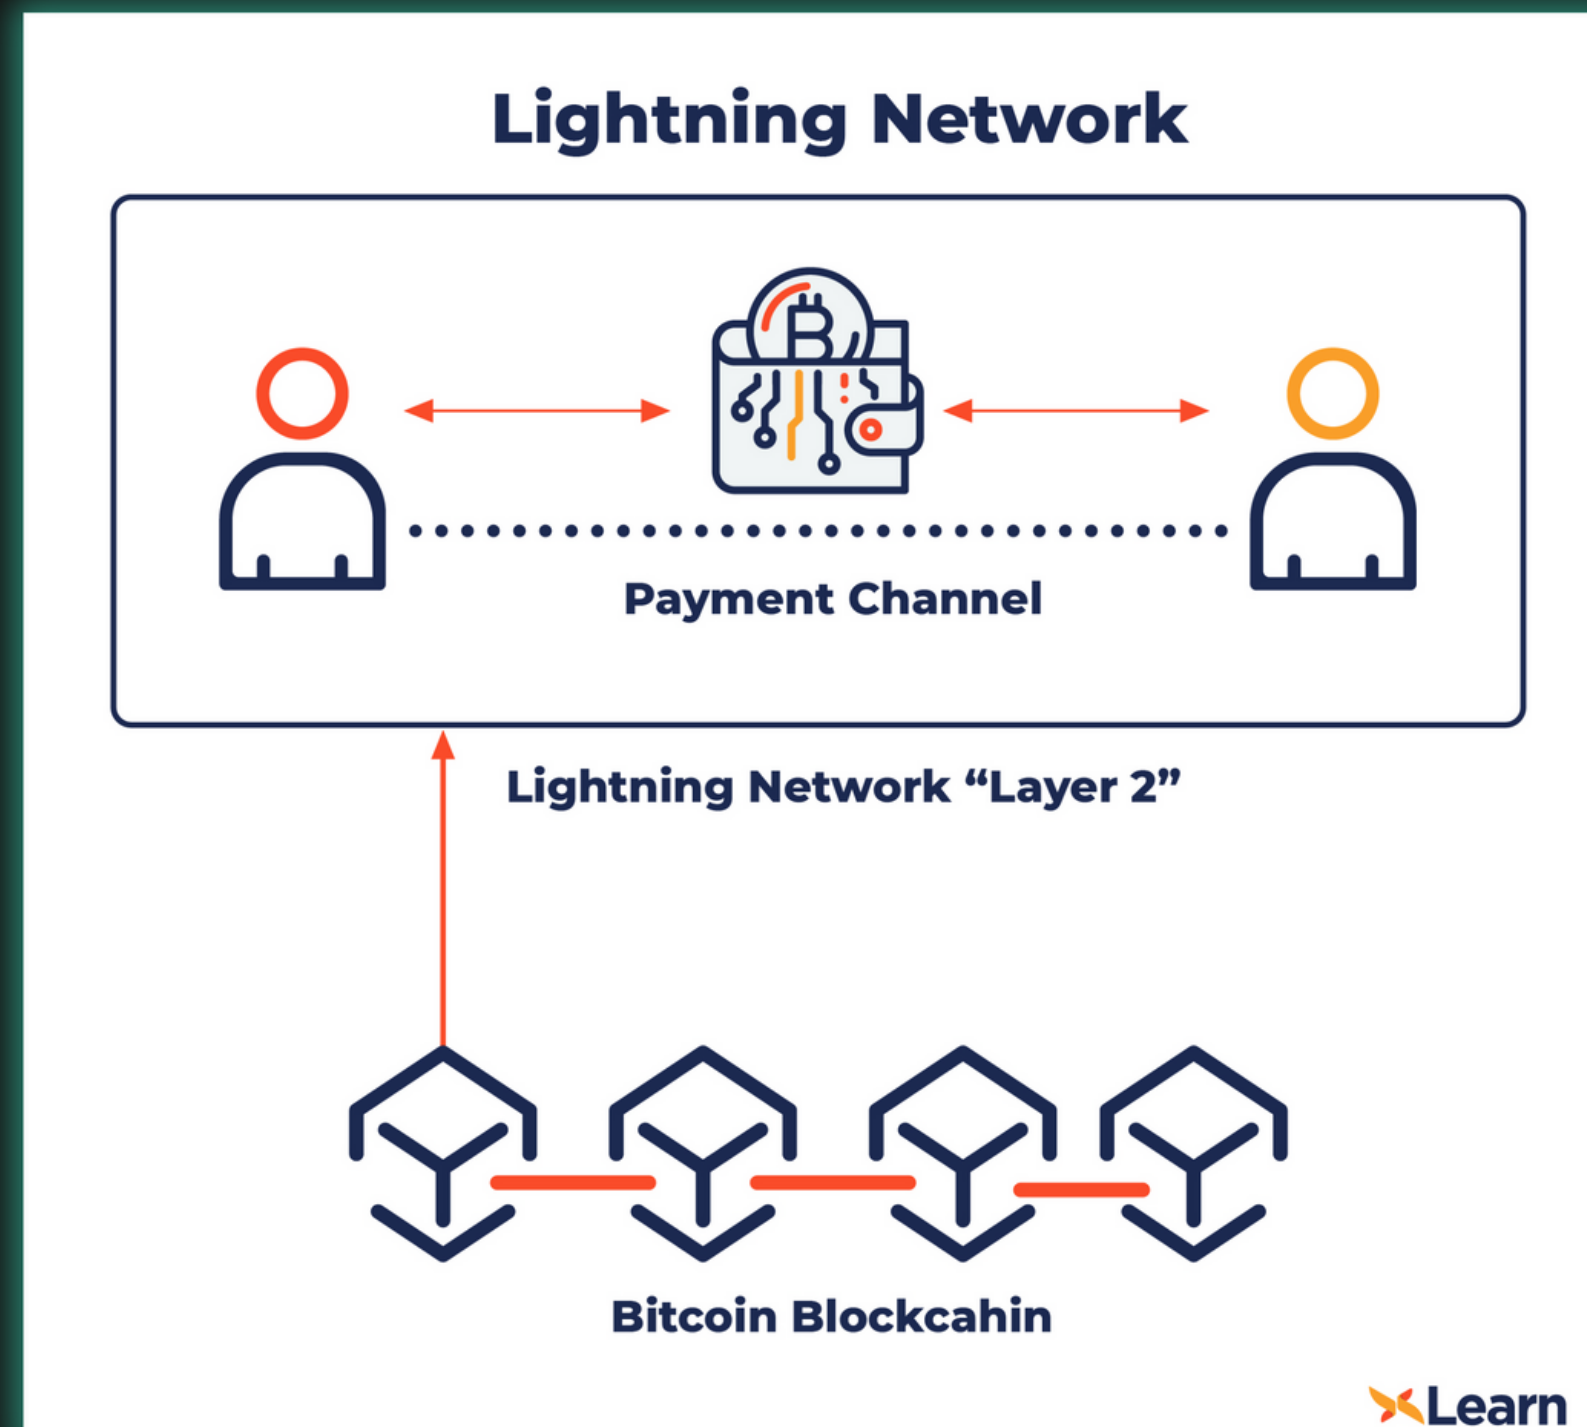 Lightning Network
Payment Channel
Lightning Network “Layer 2”
Bitcoin Blockcahin
Learn